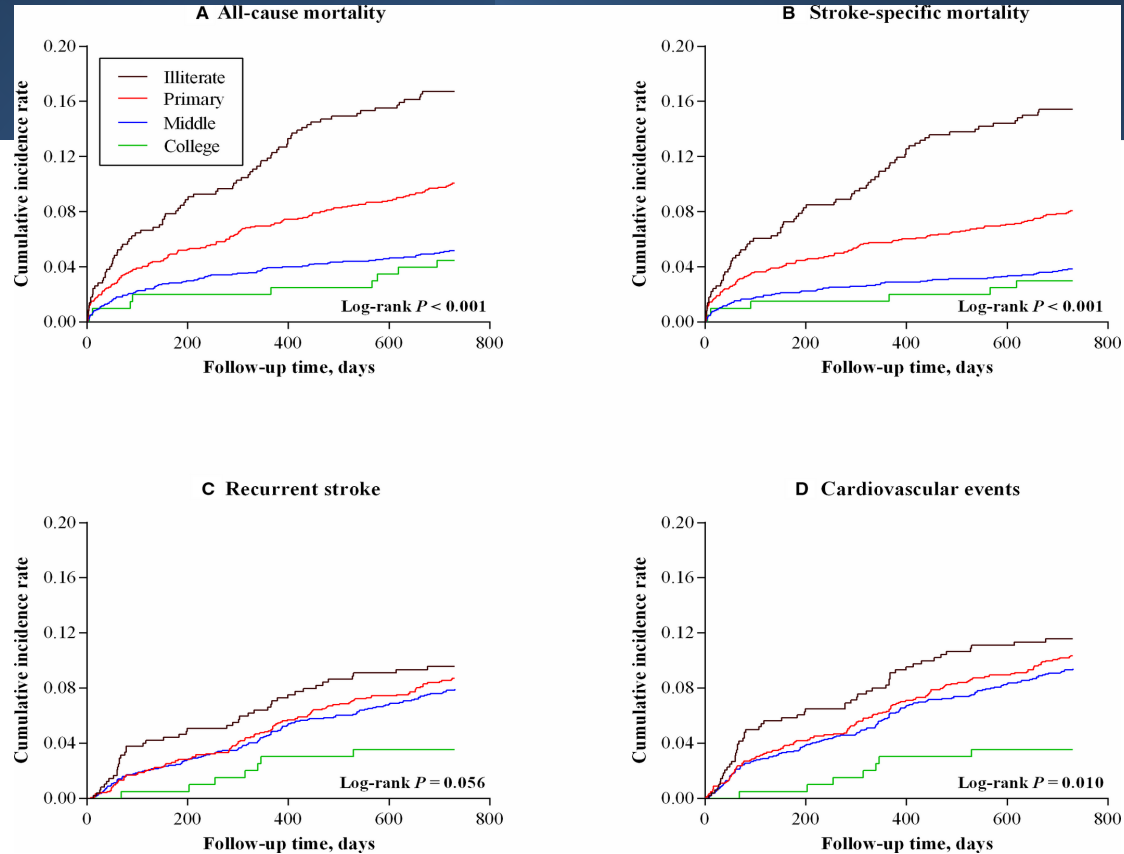 A All-cause mortality
Cumulative incidence rate
0.20
0.16
0.12
0.08
0.04
0.00
Illiterate
Primary
Middle
College
Log-rank P < 0.001
0 200 400 600 800
Follow-up time, days
B Stroke-specific mortality
Cumulative incidence rate
0.20
0.16
0.12
0.08
0.04
0.00
Log-rank P < 0.001
0 200 400 600 800
Follow-up time, days
C Recurrent stroke
Cumulative incidence rate
0.20
0.16
0.12
0.08
0.04
0.00
Log-rank P = 0.056
0 200 400 600 800
Follow-up time, days
D Cardiovascular events
Cumulative incidence rate
0.20
0.16
0.12
0.08
0.04
0.00
Log-rank P = 0.010
0 200 400 600 800
Follow-up time, days